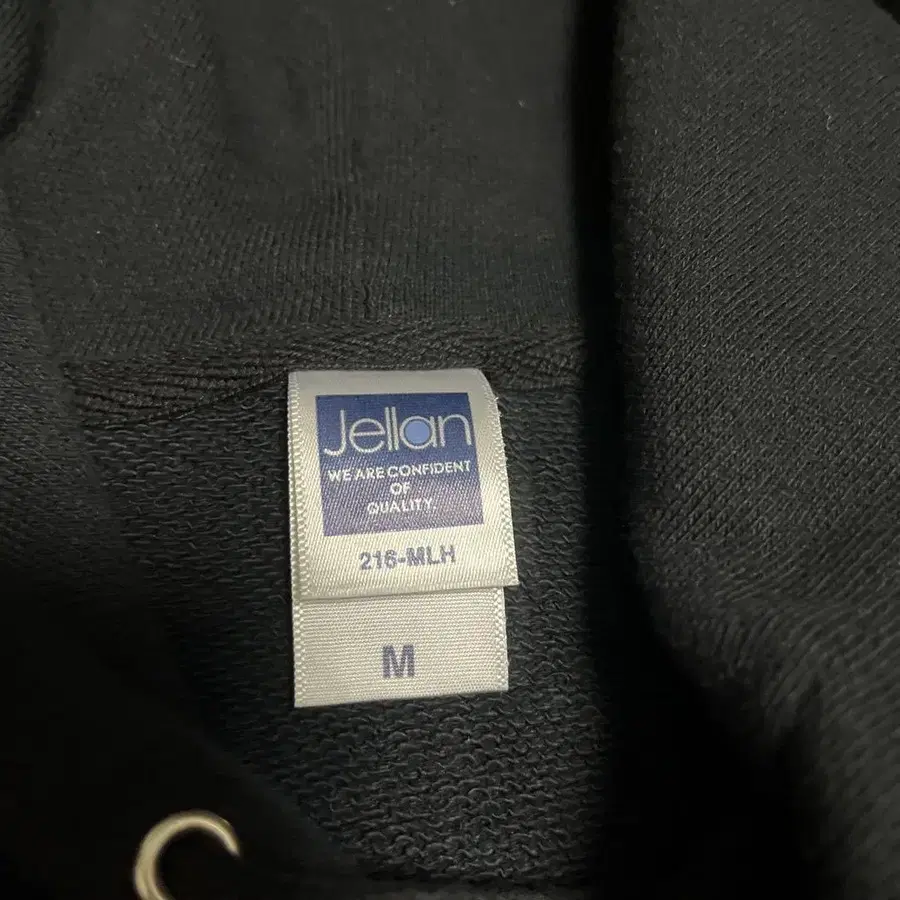 Jellan
WE ARE CONFIDENT
OF
QUALITY.
216-MLH
M